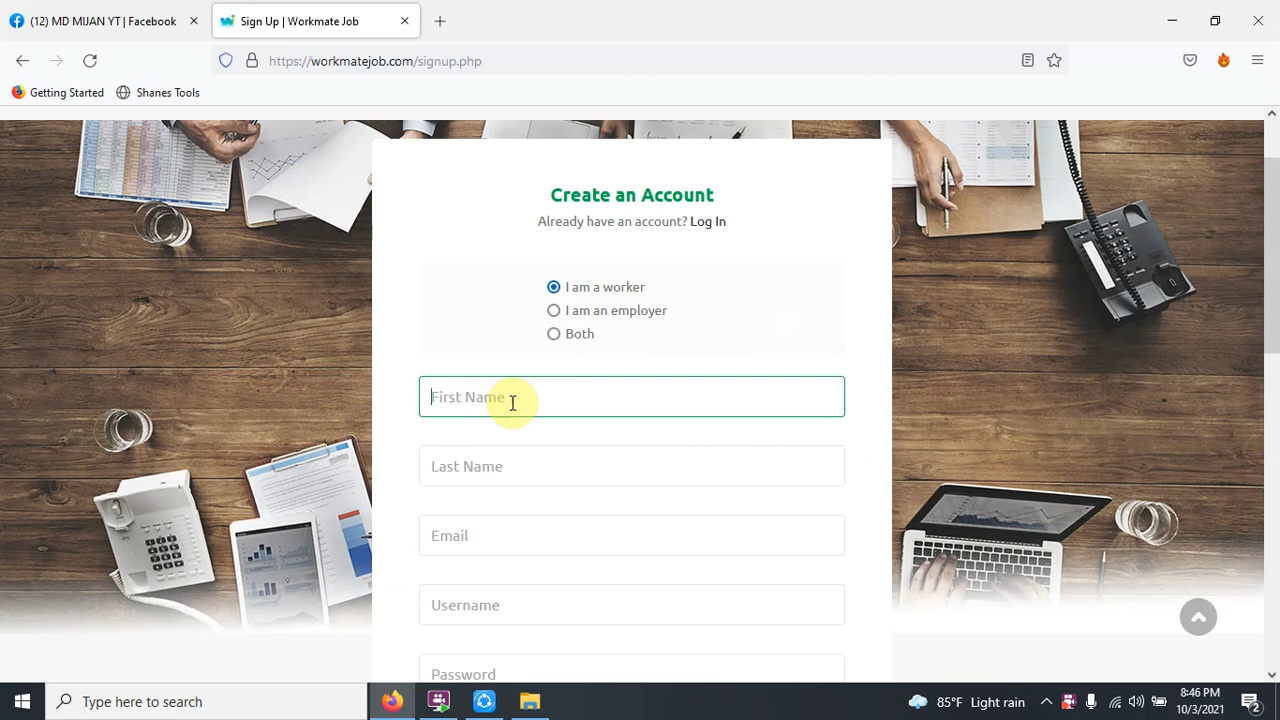 (12) MD MIJAN YT | Facebook
Sign Up | Workmate Job
https://workmatejob.com/signup.php
Getting Started
Shanes Tools
Create an Account
Already have an account? Log In
I am a worker
I am an employer
Both
First Name
Last Name
Email
Username
Password
Type here to search
85°F Light rain
8:46 PM
10/3/2021
2